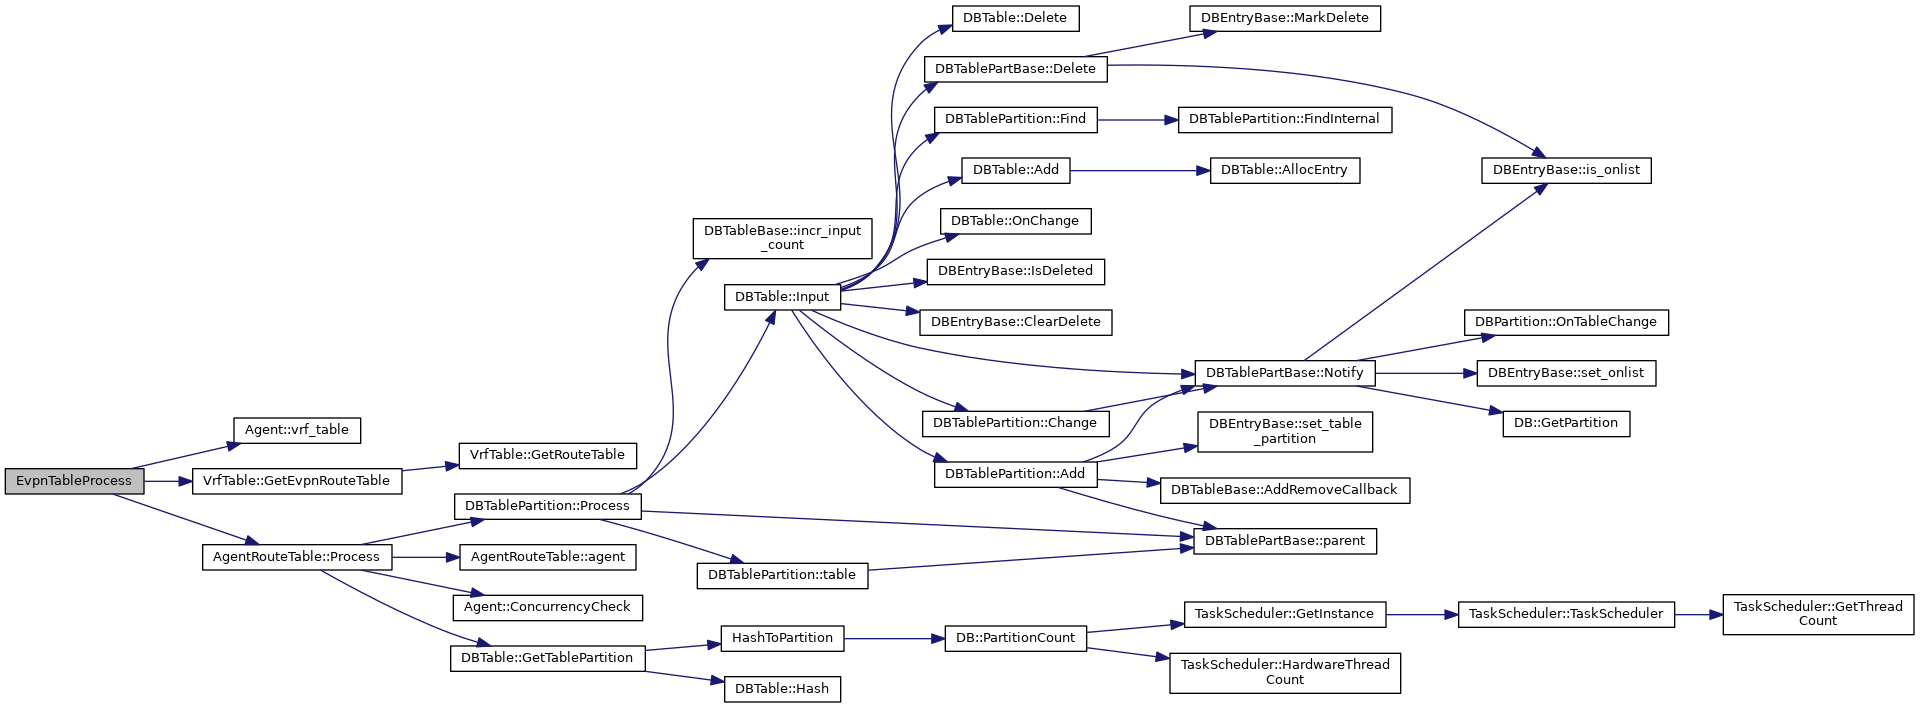 DBTable::Delete
DBEntryBase::MarkDelete
DBTablePartBase::Delete
DBTablePartition::Find
DBTablePartition::FindInternal
DBTable::Add
DBTable::AllocEntry
DBEntryBase::is_onlist
DBTable::OnChange
DBTableBase::incr_input
_count
DBEntryBase::IsDeleted
DBTable::Input
DBEntryBase::ClearDelete
DBPartition::OnTableChange
DBTablePartBase::Notify
DBEntryBase::set_onlist
DBTablePartition::Change
DB::GetPartition
Agent::vrf_table
DBEntryBase::set_table
_partition
VrfTable::GetRouteTable
DBTablePartition::Add
EvpnTableProcess
VrfTable::GetEvpnRouteTable
DBTableBase::AddRemoveCallback
DBTablePartition::Process
DBTablePartBase::parent
AgentRouteTable::Process
AgentRouteTable::agent
DBTablePartition::table
Agent::ConcurrencyCheck
TaskScheduler::GetInstance
TaskScheduler::TaskScheduler
TaskScheduler::GetThread
Count
HashToPartition
DB::PartitionCount
DBTable::GetTablePartition
TaskScheduler::HardwareThread
Count
DBTable::Hash